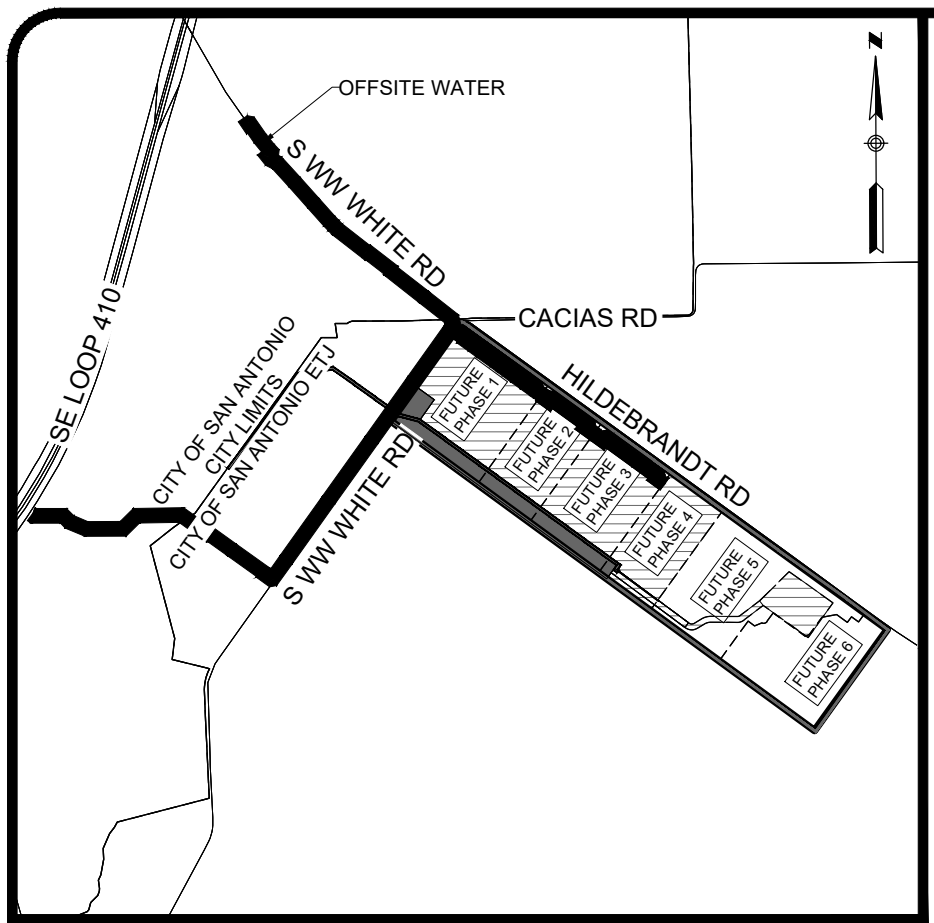 N
OFFSITE WATER
S WW WHITE RD
SE LOOP 410
CACIAS RD
CITY OF SAN ANTONIO
CITY LIMITS
CITY OF SAN ANTONIO ETJ
S WW WHITE RD
HILDEBRANDT RD
FUTURE
PHASE 1
FUTURE
PHASE 2
FUTURE
PHASE 3
FUTURE
PHASE 4
FUTURE
PHASE 5
FUTURE
PHASE 6